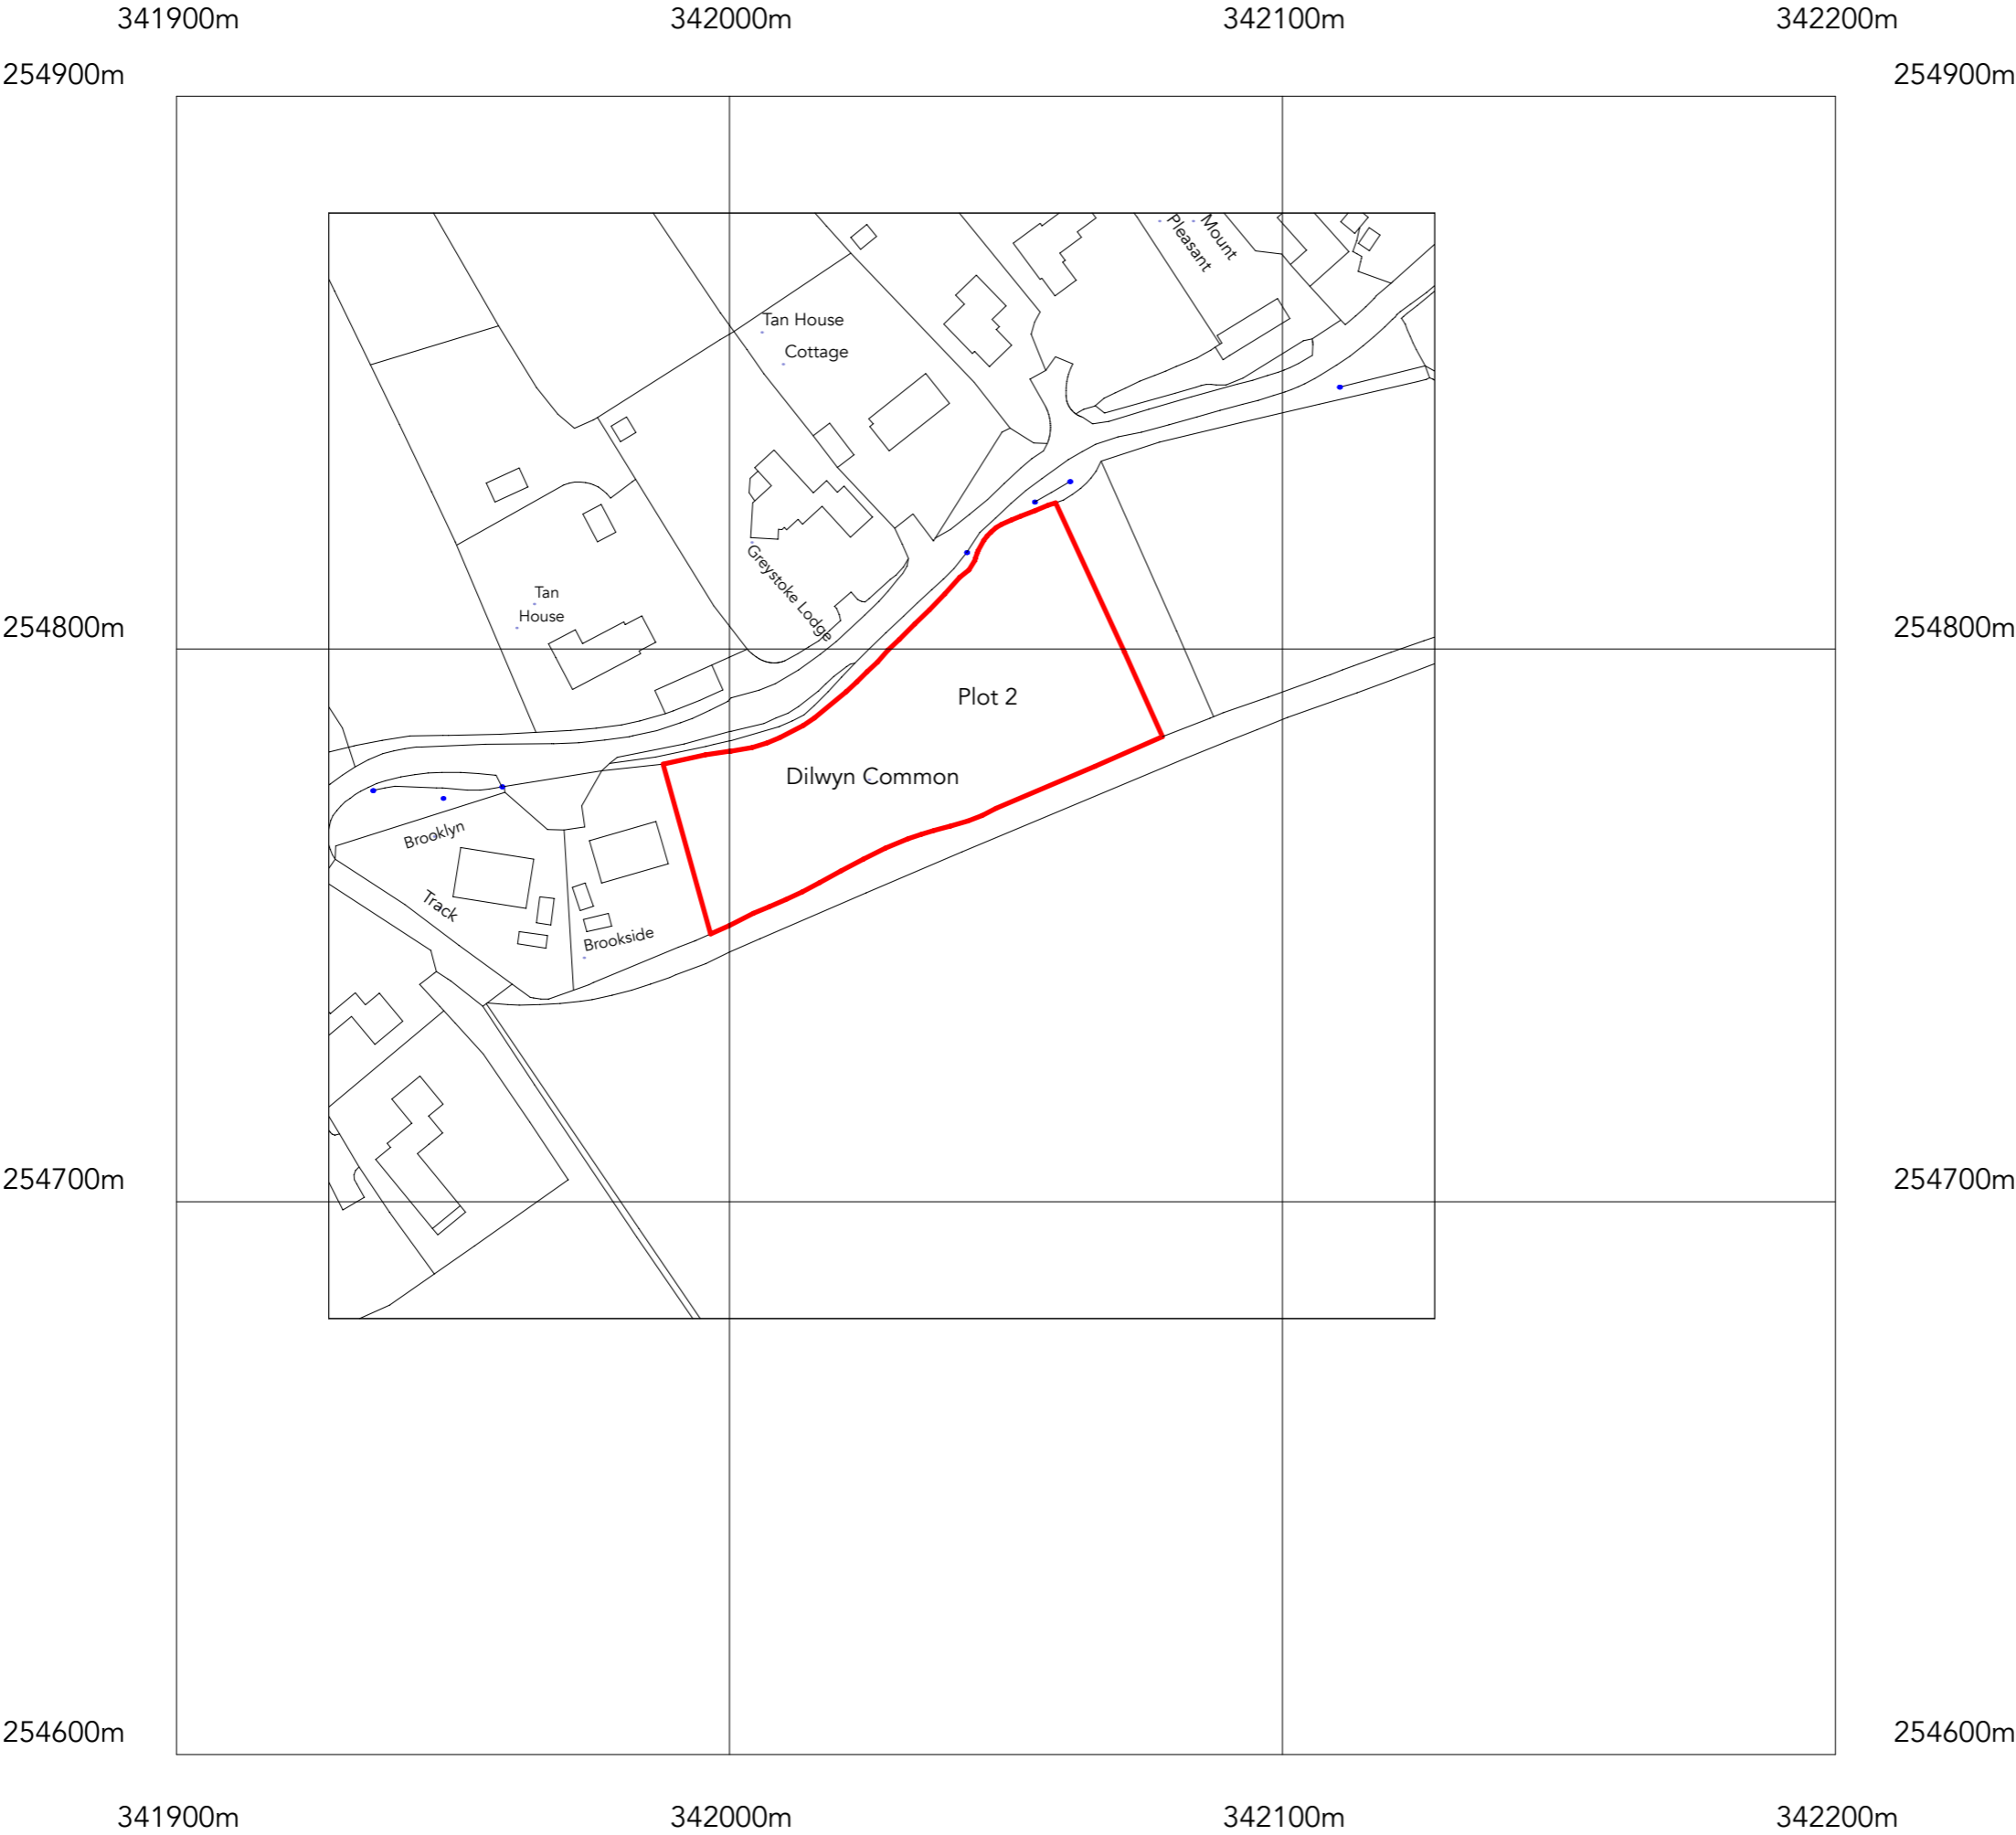 341900m 342000m 342100m 342200m
254900m 254900m
Mount
Pleasant
Tan House
Cottage
Greystoke Lodge
Tan
House
254800m 254800m
Plot 2
Dilwyn Common
Brooklyn
Track
Brookside
254700m 254700m
254600m 254600m
341900m 342000m 342100m 342200m